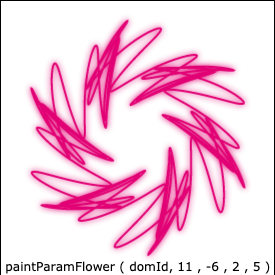 paintParamFlower ( domId, 11 , -6 , 2 , 5 )